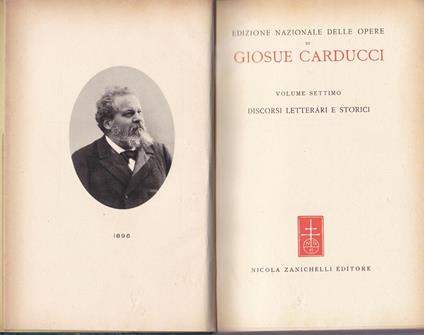 1896
EDIZIONE NAZIONALE DELLE OPERE
DI
GIOSUE CARDUCCI
VOLUME SETTIMO
DISCORSI LETTERARI E STORICI
NICOLA ZANICHELLI EDITORE